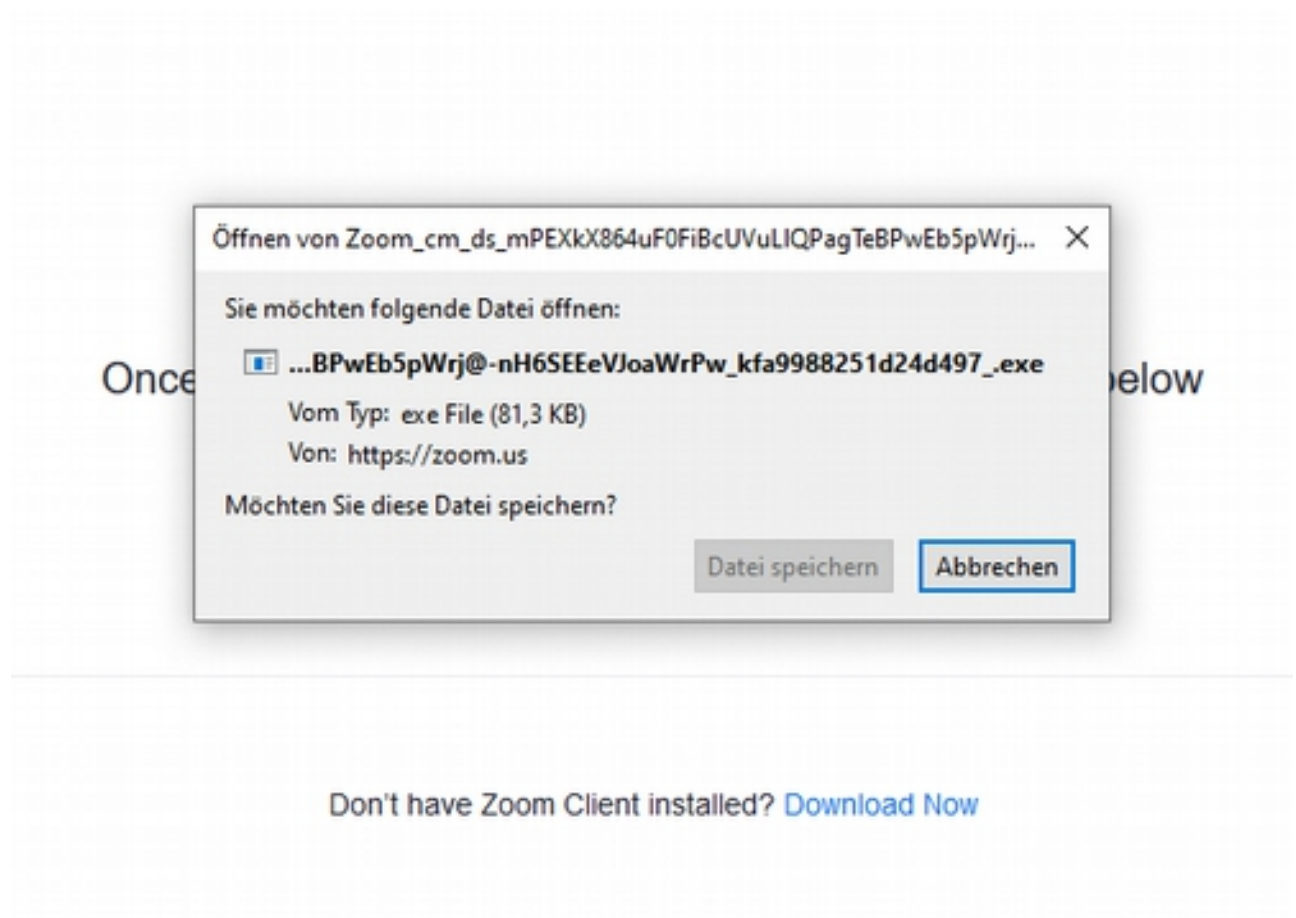 Öffnen von Zoom_cm_ds_mPEXkX864uF0FiBcUVuLIQPagTeBPwEb5pWrj...
Sie möchten folgende Datei öffnen:
...BPwEb5pWrj@-nH6SEEeVJoaWrPw_kfa9988251d24d497_.exe
Once
below
Vom Typ: exe File (81,3 KB)
Von: https://zoom.us
Möchten Sie diese Datei speichern?
Datei speichern Abbrechen
Don't have Zoom Client installed? Download Now